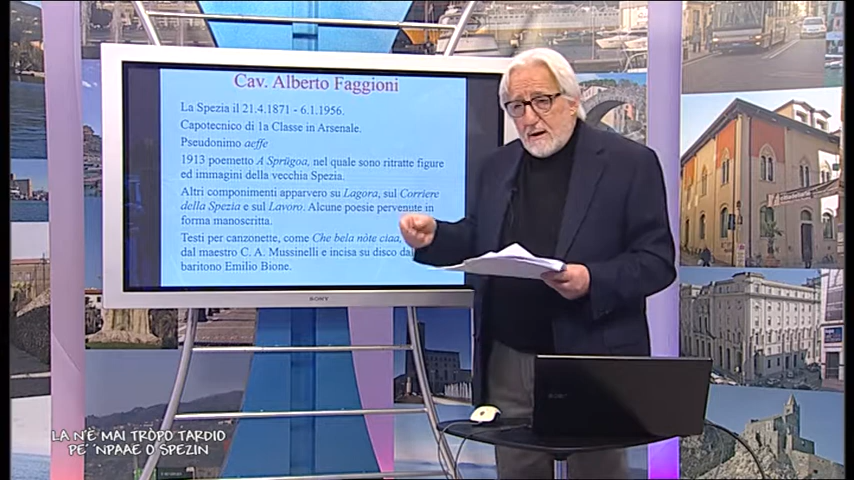 Cav. Alberto Faggioni
La Spezia il 21.4.1871 - 6.1.1956.
Capotecnico di 1a Classe in Arsenale.
Pseudonimo aeffe
1913 poemetto A Sprügoa, nel quale sono ritratte figure
ed immagini della vecchia Spezia.
Altri componimenti apparvero su Lagora, sul Corriere
della Spezia e sul Lavoro. Alcune poesie pervenute in
forma manoscritta.
Testi per canzonette, come Che bela nòte ciaa,
dal maestro C. A. Mussinelli e incisa su disco dal
baritono Emilio Bione.
SONY
SONY
LA N'È MAI TRÒPO TARDIO
PE' 'NPAAE O SPEZIN